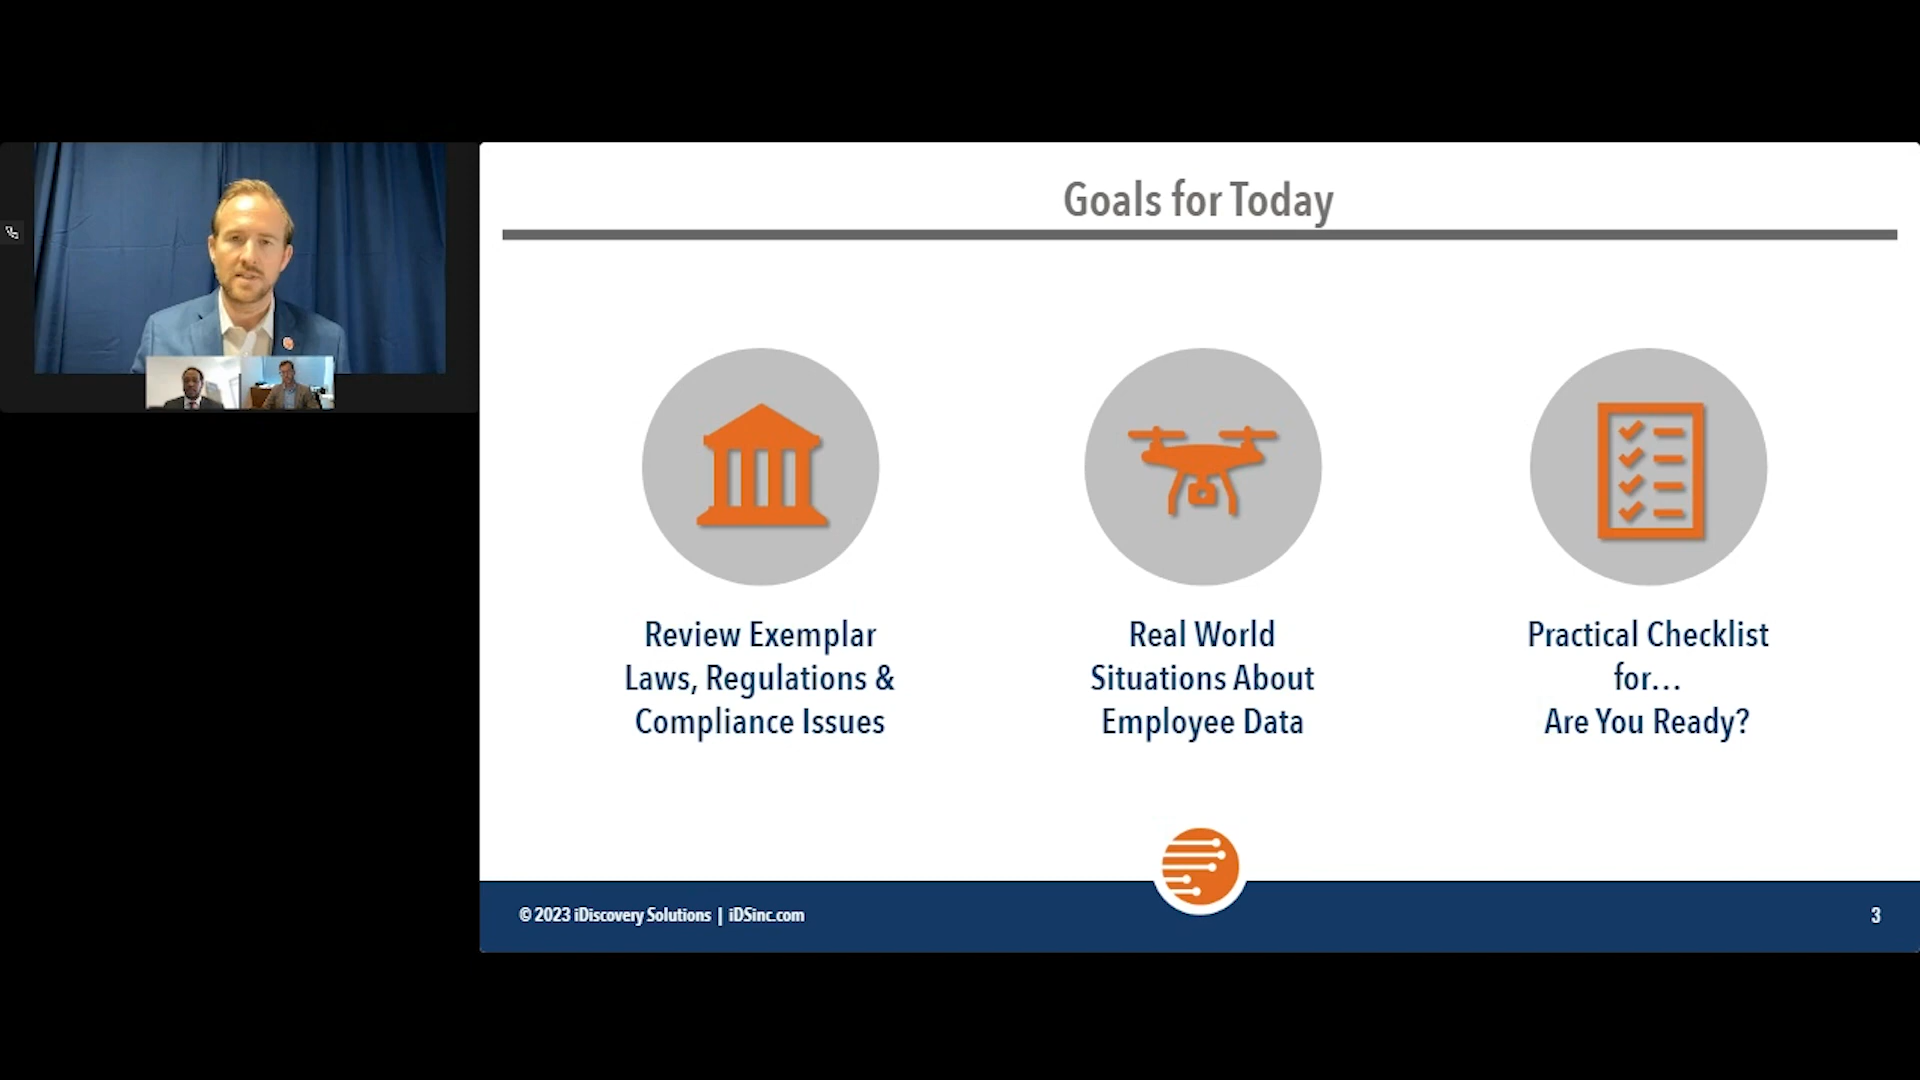 Goals for Today
Review Exemplar
Laws, Regulations &
Compliance Issues
Real World
Situations About
Employee Data
Practical Checklist
for...
Are You Ready?
© 2023 iDiscovery Solutions | iDSinc.com
3